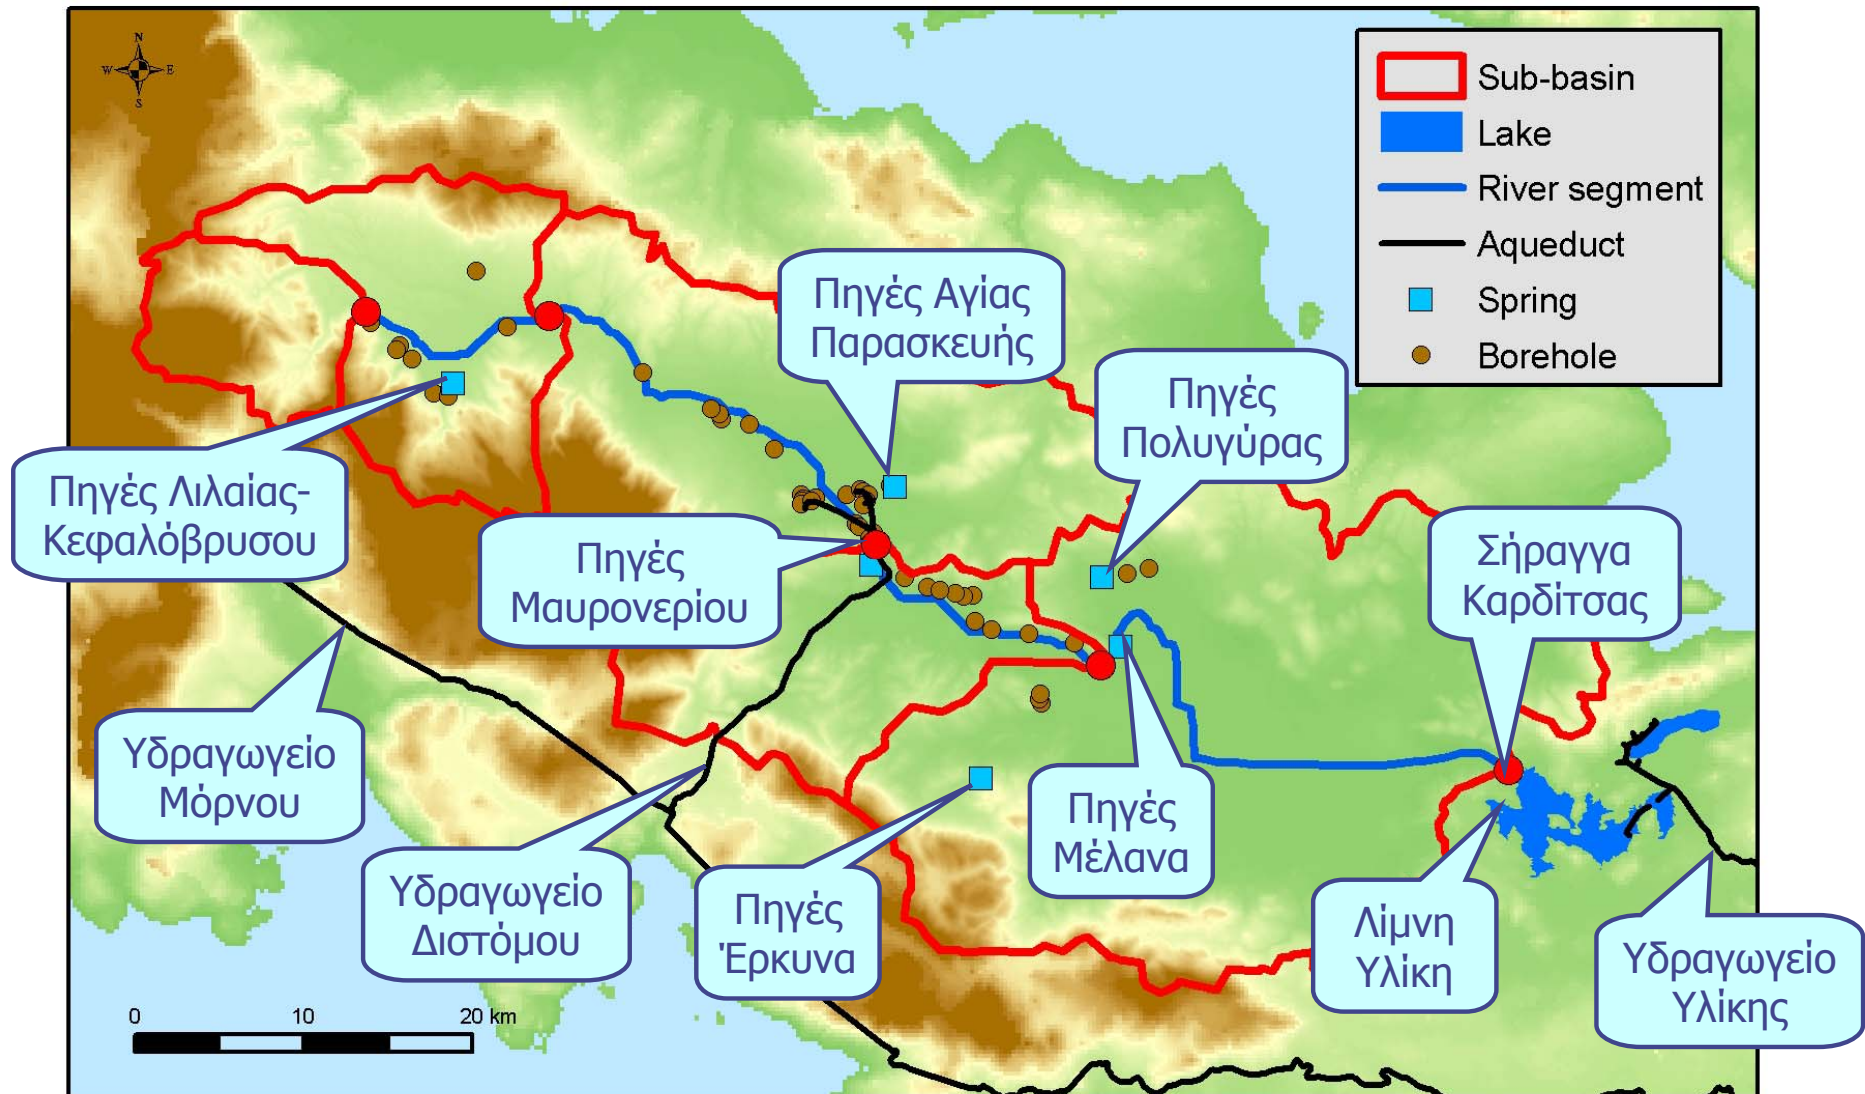 N
W
E
S
Sub-basin
Lake
River segment
Aqueduct
Spring
Borehole
Πηγές Αγίας
Παρασκευής
Πηγές
Πολυγύρας
Πηγές Λιλαίας-
Κεφαλόβρυσου
Πηγές
Μαυρονερίου
Σήραγγα
Καρδίτσας
Υδραγωγείο
Μόρνου
Υδραγωγείο
Διστόμου
Πηγές
Έρκυνα
Πηγές
Μέλανα
Λίμνη
Υλίκη
Υδραγωγείο
Υλίκης
0 10 20 km